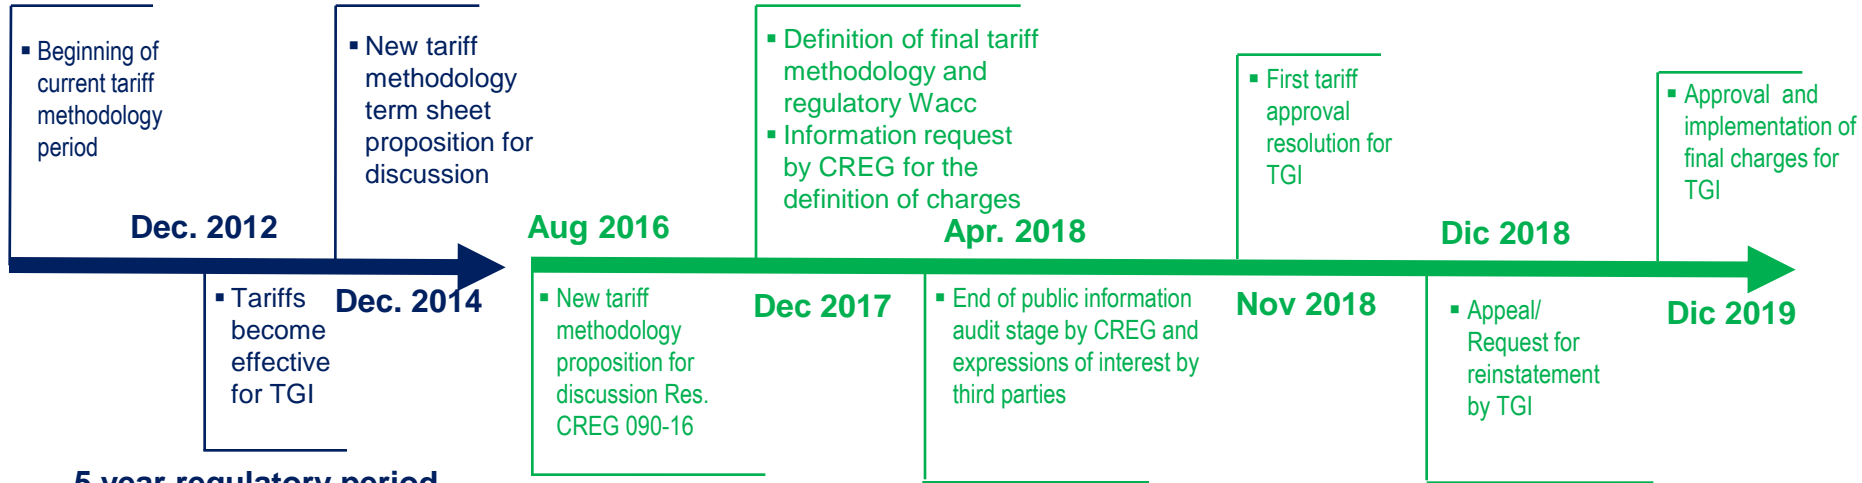 ▪ Beginning of
current tariff
methodology
period
▪ New tariff
methodology
term sheet
proposition for
discussion
▪ Definition of final tariff
methodology and
regulatory Wacc
▪ Information request
by CREG for the
definition of charges
▪ First tariff
approval
resolution for
TGI
▪ Approval and
implementation of
final charges for
TGI
Dec. 2012
Aug 2016
Apr. 2018
Dic 2018
▪ Tariffs
become
effective
for TGI
Dec. 2014
▪ New tariff
methodology
proposition for
discussion Res.
CREG 090-16
Dec 2017
▪ End of public information
audit stage by CREG and
expressions of interest by
third parties
Nov 2018
▪ Appeal/
Request for
reinstatement
by TGI
Dic 2019
5 year regulatory period